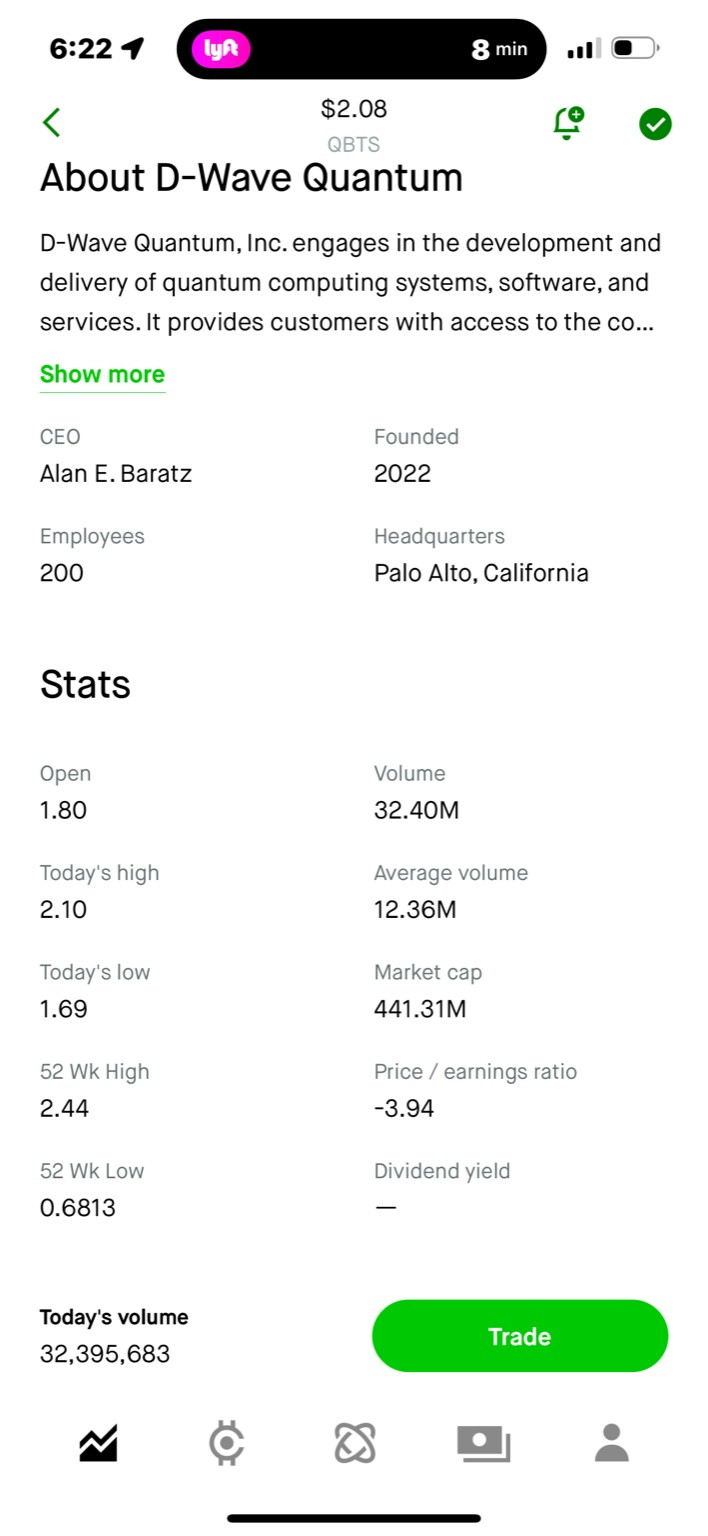 6:22
lyft
8 min
$2.08
QBTS
About D-Wave Quantum
D-Wave Quantum, Inc. engages in the development and
delivery of quantum computing systems, software, and
services. It provides customers with access to the co...
Show more
CEO
Founded
Alan E. Baratz
2022
Employees
Headquarters
200
Palo Alto, California
Stats
Open
Volume
1.80
32.40M
Today's high
Average volume
2.10
12.36M
Today's low
Market cap
1.69
441.31M
52 Wk High
Price / earnings ratio
2.44
-3.94
52 Wk Low
Dividend yield
0.6813
—
Today's volume
32,395,683
Trade